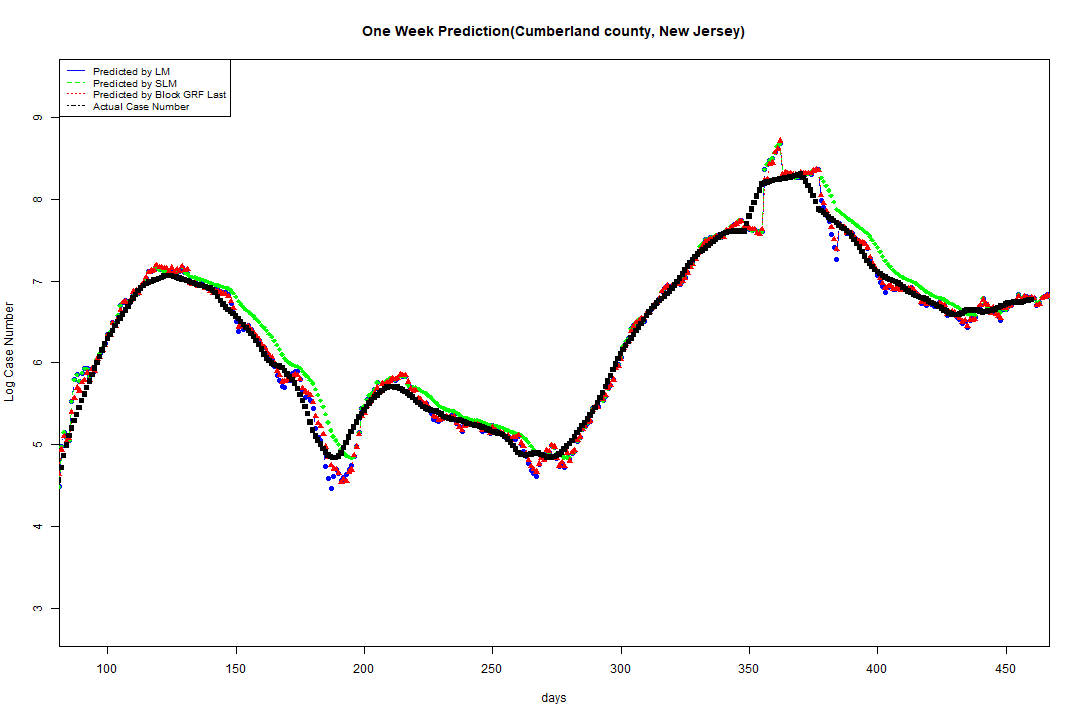 One Week Prediction(Cumberland county, New Jersey)
Predicted by LM
Predicted by SLM
Predicted by Block GRF Last
Actual Case Number
Log Case Number
9
8
7
6
5
4
3
100 150 200 250 300 350 400 450
days